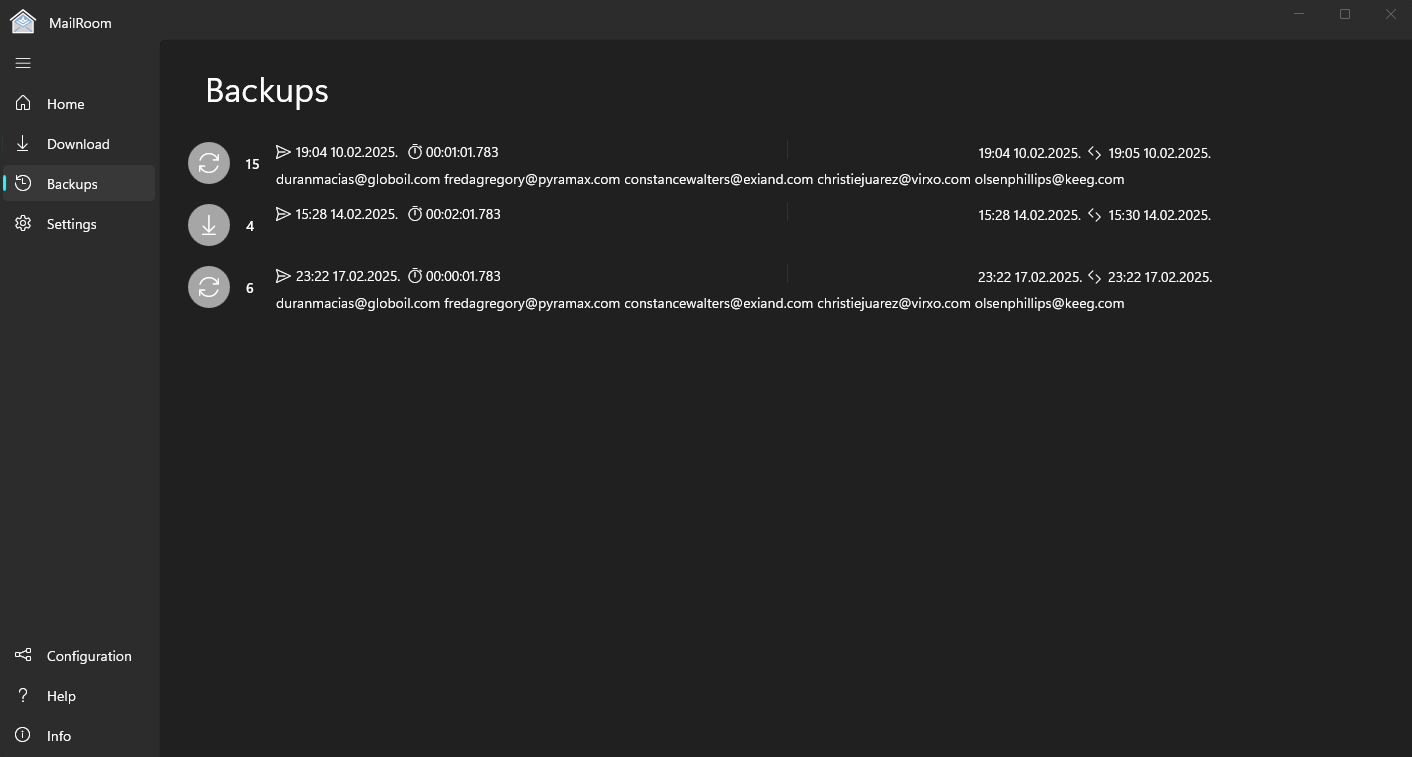 MailRoom
Home
Download
Backups
Settings
Configuration
Help
Info
Backups
15
19:04 10.02.2025. 00:01:01.783
19:04 10.02.2025. 19:05 10.02.2025.
duranmacias@globoil.com fredagregory@pyramax.com constancewalters@exiand.com christiejuarez@virxo.com olsenphillips@keeg.com
4
15:28 14.02.2025. 00:02:01.783
15:28 14.02.2025. 15:30 14.02.2025.
6
23:22 17.02.2025. 00:00:01.783
23:22 17.02.2025. 23:22 17.02.2025.
duranmacias@globoil.com fredagregory@pyramax.com constancewalters@exiand.com christiejuarez@virxo.com olsenphillips@keeg.com